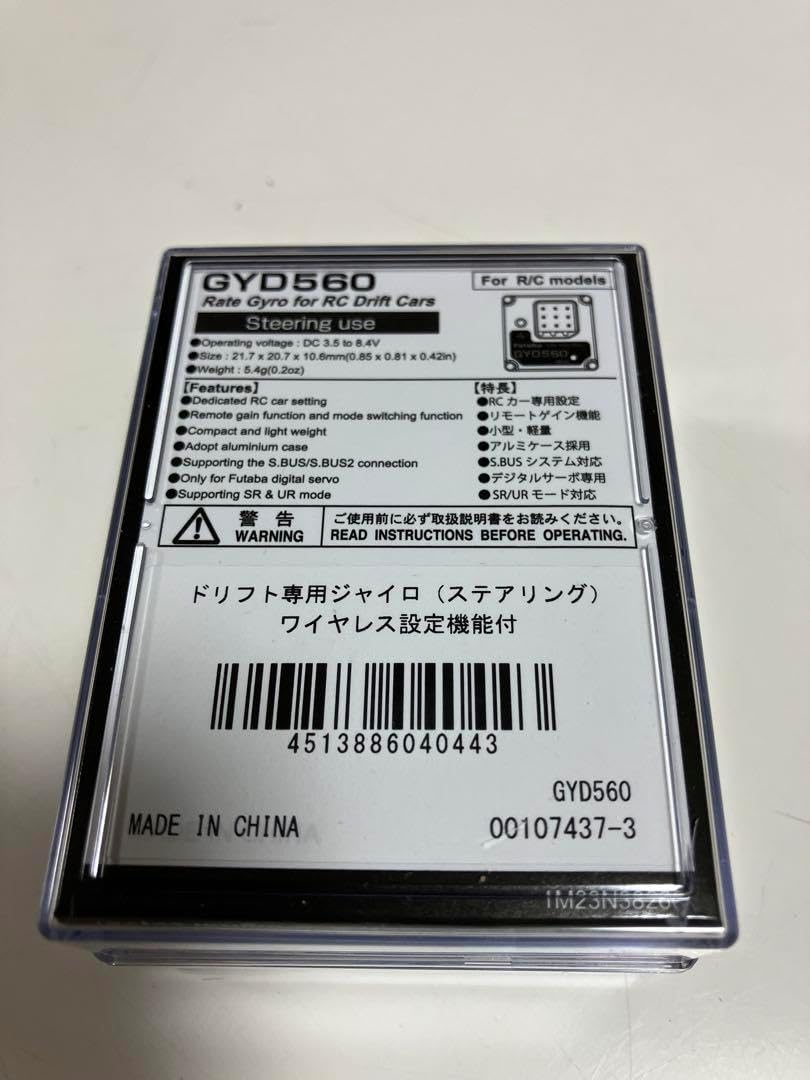 GYD560
For R/C models
Rate Gyro for RC Drift Cars
Steering use
●Operating voltage : DC 3.5 to 8.4V
●Size : 21.7 x 20.7 x 10.6mm(0.85 x 0.81 x 0.42in)
●Weight : 5.4g(0.2oz)
Futaba
GYD560
【Features】
●Dedicated RC car setting
●Remote gain function and mode switching function
●Compact and light weight
●Adopt aluminium case
●Supporting the S.BUS/S.BUS2 connection
●Only for Futaba digital servo
●Supporting SR & UR mode
【特長】
●RCカー専用設定
●リモートゲイン機能
●小型・軽量
●アルミケース採用
●S.BUSシステム対応
●デジタルサーボ専用
●SR/URモード対応
警告
WARNING
ご使用前に必ず取扱説明書をお読みください。
READ INSTRUCTIONS BEFORE OPERATING.
ドリフト専用ジャイロ（ステアリング）
ワイヤレス設定機能付
4513886040443
GYD560
MADE IN CHINA
00107437-3